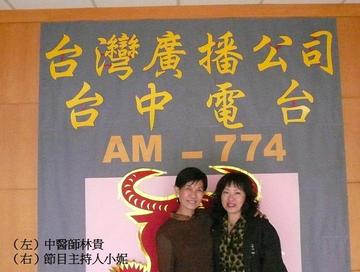 台灣廣播公司
台中電台
AM - 774
（左）中醫師林貴
（右）節目主持人小妮